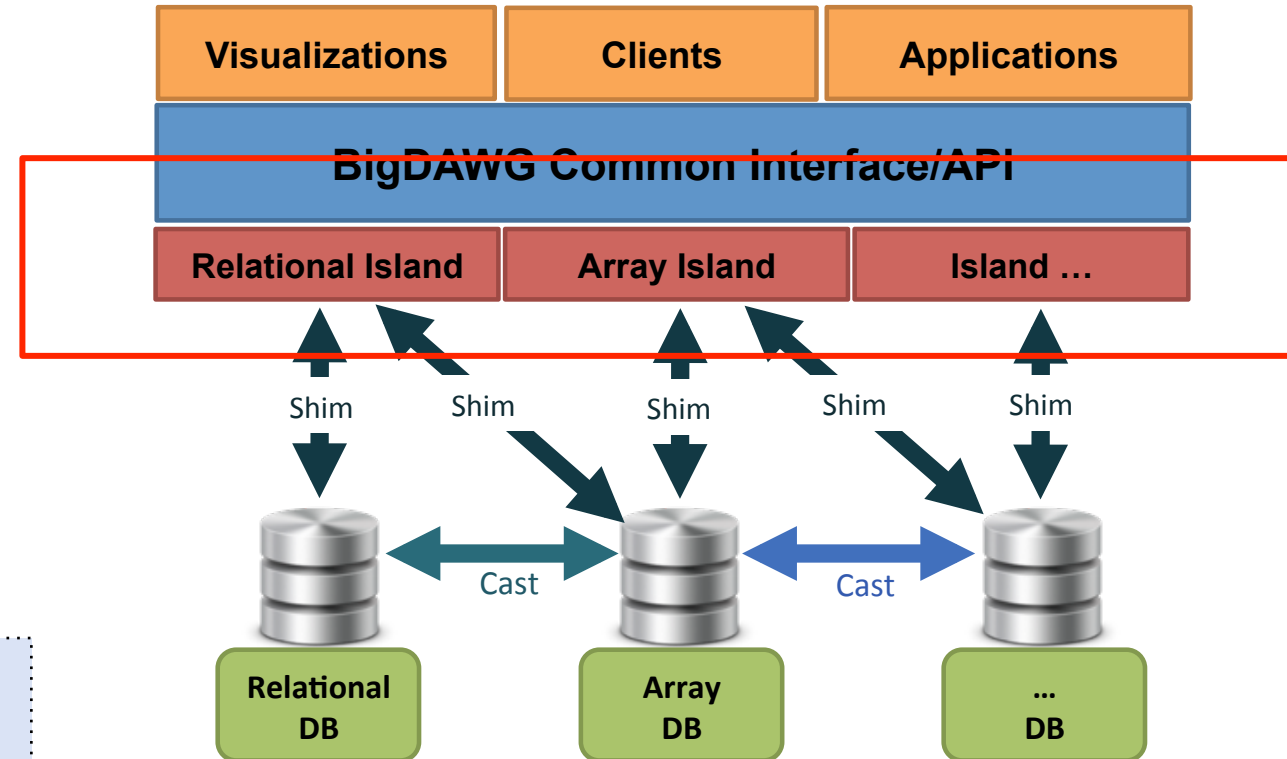 Visualizations
Clients
Applications
BigDAWG Common Interface/API
Relational Island
Array Island
Island …
Shim
Shim
Shim
Shim
Shim
Cast
Cast
Relational
DB
Array
DB
...
DB